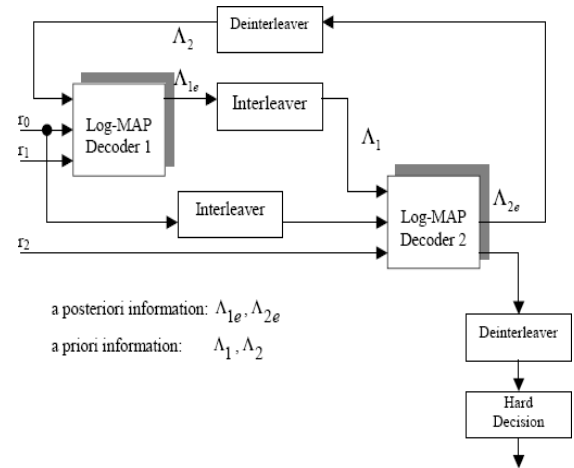 Deinterleaver
Λ2
Λ1e
Interleaver
r0
Log-MAP
Decoder 1
r1
Λ1
Interleaver
Log-MAP
Decoder 2
Λ2e
r2
a posteriori information: Λ1e, Λ2e
a priori information: Λ1, Λ2
Deinterleaver
Hard
Decision